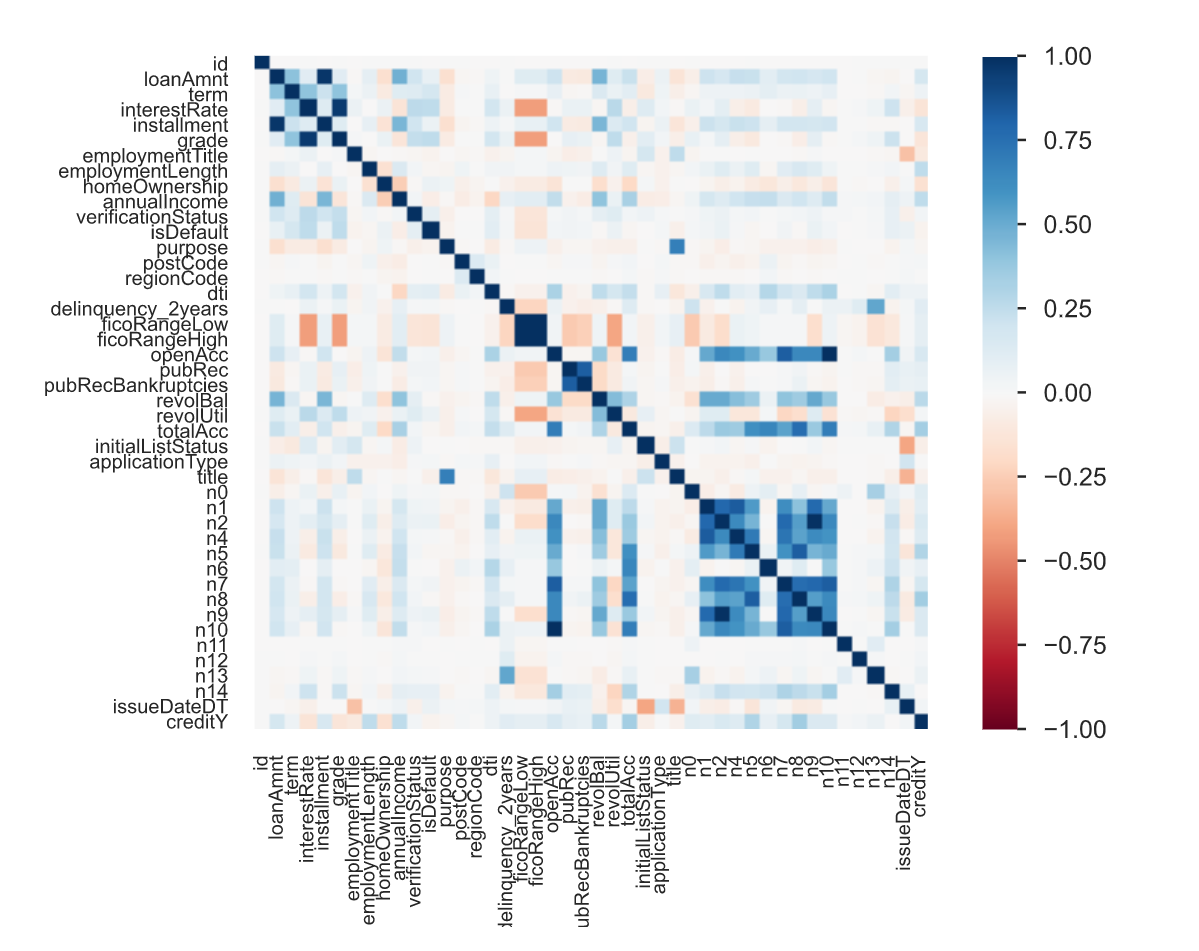 id
loanAmnt
term
interestRate
installment
grade
employmentTitle
employmentLength
homeOwnership
annualIncome
verificationStatus
isDefault
purpose
postCode
regionCode
dti
delinquency_2years
ficoRangeLow
ficoRangeHigh
openAcc
pubRec
pubRecBankruptcies
revolBal
revolUtil
totalAcc
initialListStatus
applicationType
title
n0
n1
n2
n4
n5
n6
n7
n8
n9
n10
n11
n12
n13
n14
issueDateDT
creditY
1.00
0.75
0.50
0.25
0.00
−0.25
−0.50
−0.75
−1.00
id
loanAmnt
term
interestRate
installment
grade
employmentTitle
employmentLength
homeOwnership
annualIncome
verificationStatus
isDefault
purpose
postCode
regionCode
dti
delinquency_2years
ficoRangeLow
ficoRangeHigh
openAcc
pubRec
ubRecBankruptcies
revolBal
revolUtil
totalAcc
initialListStatus
applicationType
title
n0
n1
n2
n4
n5
n6
n7
n8
n9
n10
n11
n12
n13
n14
issueDateDT
creditY